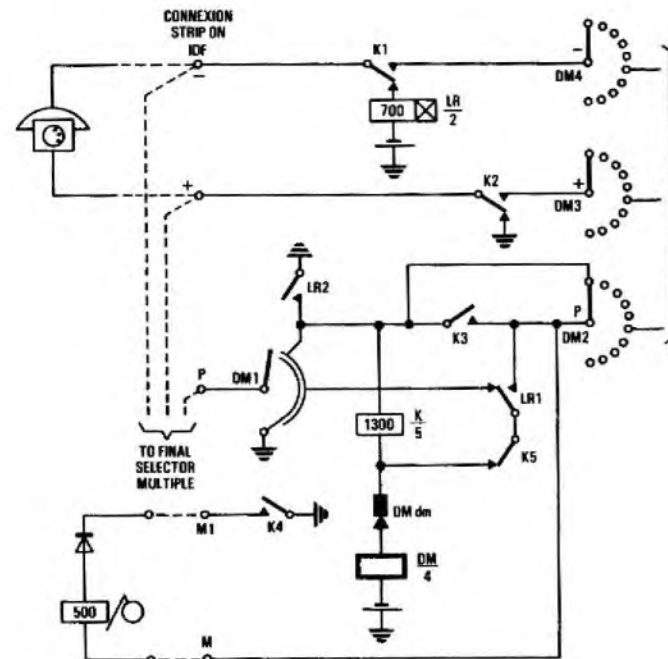 CONNEXION
STRIP ON
IDF
−
K1
−
DM4
700
LR
2
+
K2
+
DM3
LR2
P
DM2
K3
P
DM1
LR1
1300
K
5
K5
TO FINAL
SELECTOR
MULTIPLE
DM dm
M1
K4
DM
4
500
M